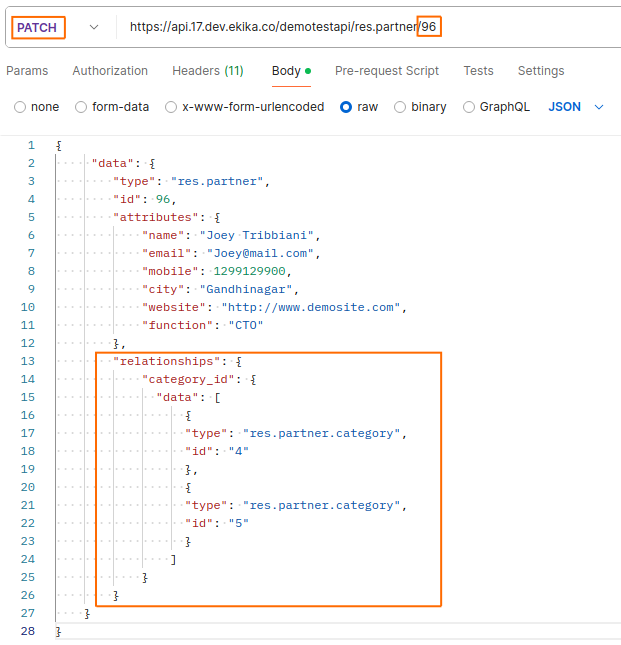 PATCH https://api.17.dev.ekika.co/demotestapi/res.partner/96
Params Authorization Headers (11) Body Pre-request Script Tests Settings
none form-data x-www-form-urlencoded raw binary GraphQL JSON
1 {
2 "data": {
3 "type": "res.partner",
4 "id": 96,
5 "attributes": {
6 "name": "Joey Tribbiani",
7 "email": "Joey@mail.com",
8 "mobile": 1299129900,
9 "city": "Gandhinagar",
10 "website": "http://www.demosite.com",
11 "function": "CTO"
12 },
13 "relationships": {
14 "category_id": {
15 "data": [
16 {
17 "type": "res.partner.category",
18 "id": "4"
19 },
20 {
21 "type": "res.partner.category",
22 "id": "5"
23 }
24 ]
25 }
26 }
27 }
28 }